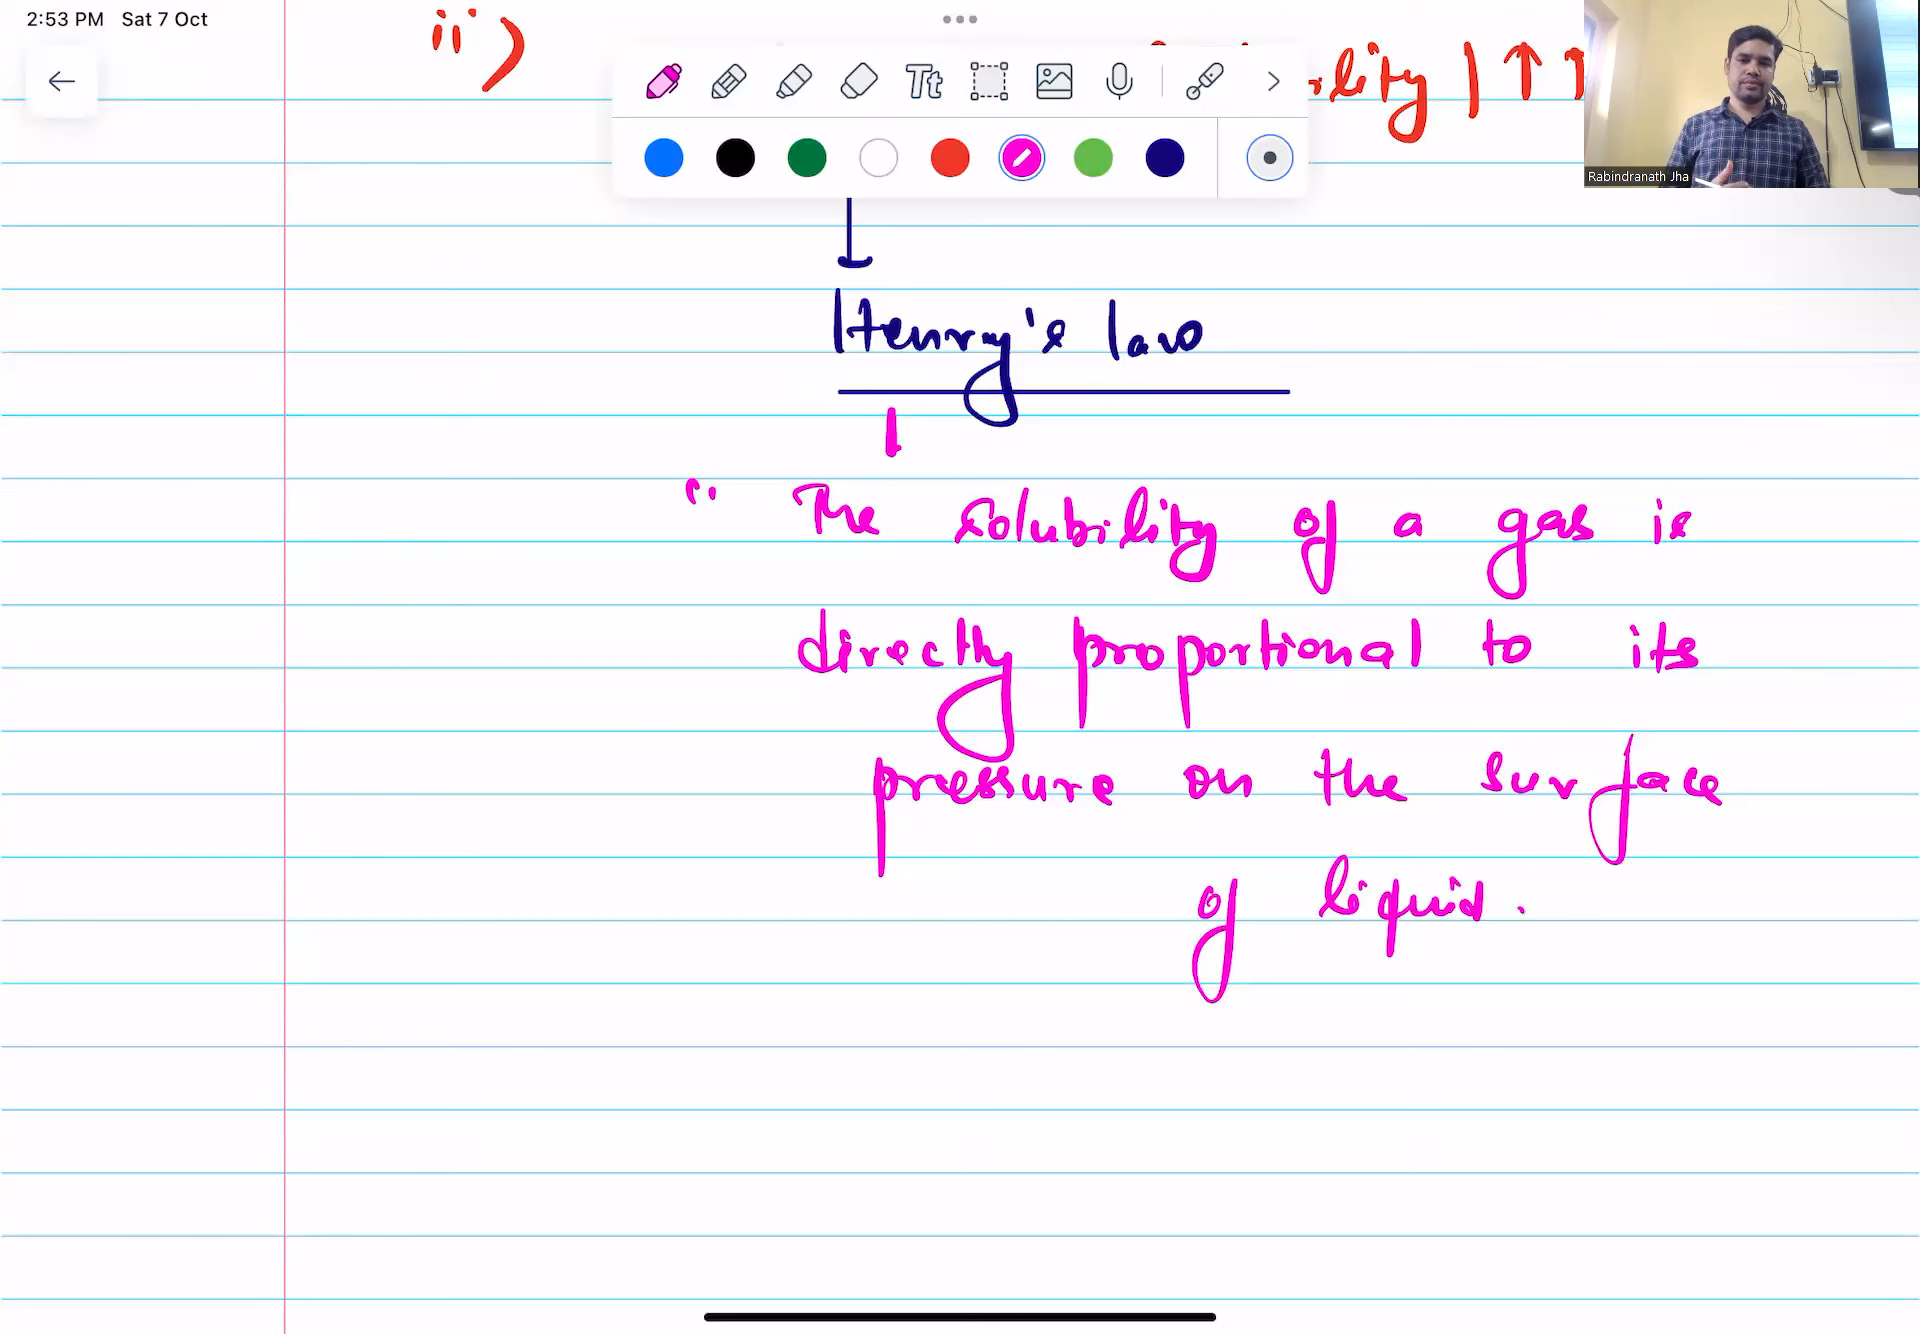 2:53 PM Sat 7 Oct
ii)
Tt
Rabindranath Jha
Henry's law
" The solubility of a gas is
directly proportional to its
pressure on the surface
of liquid.